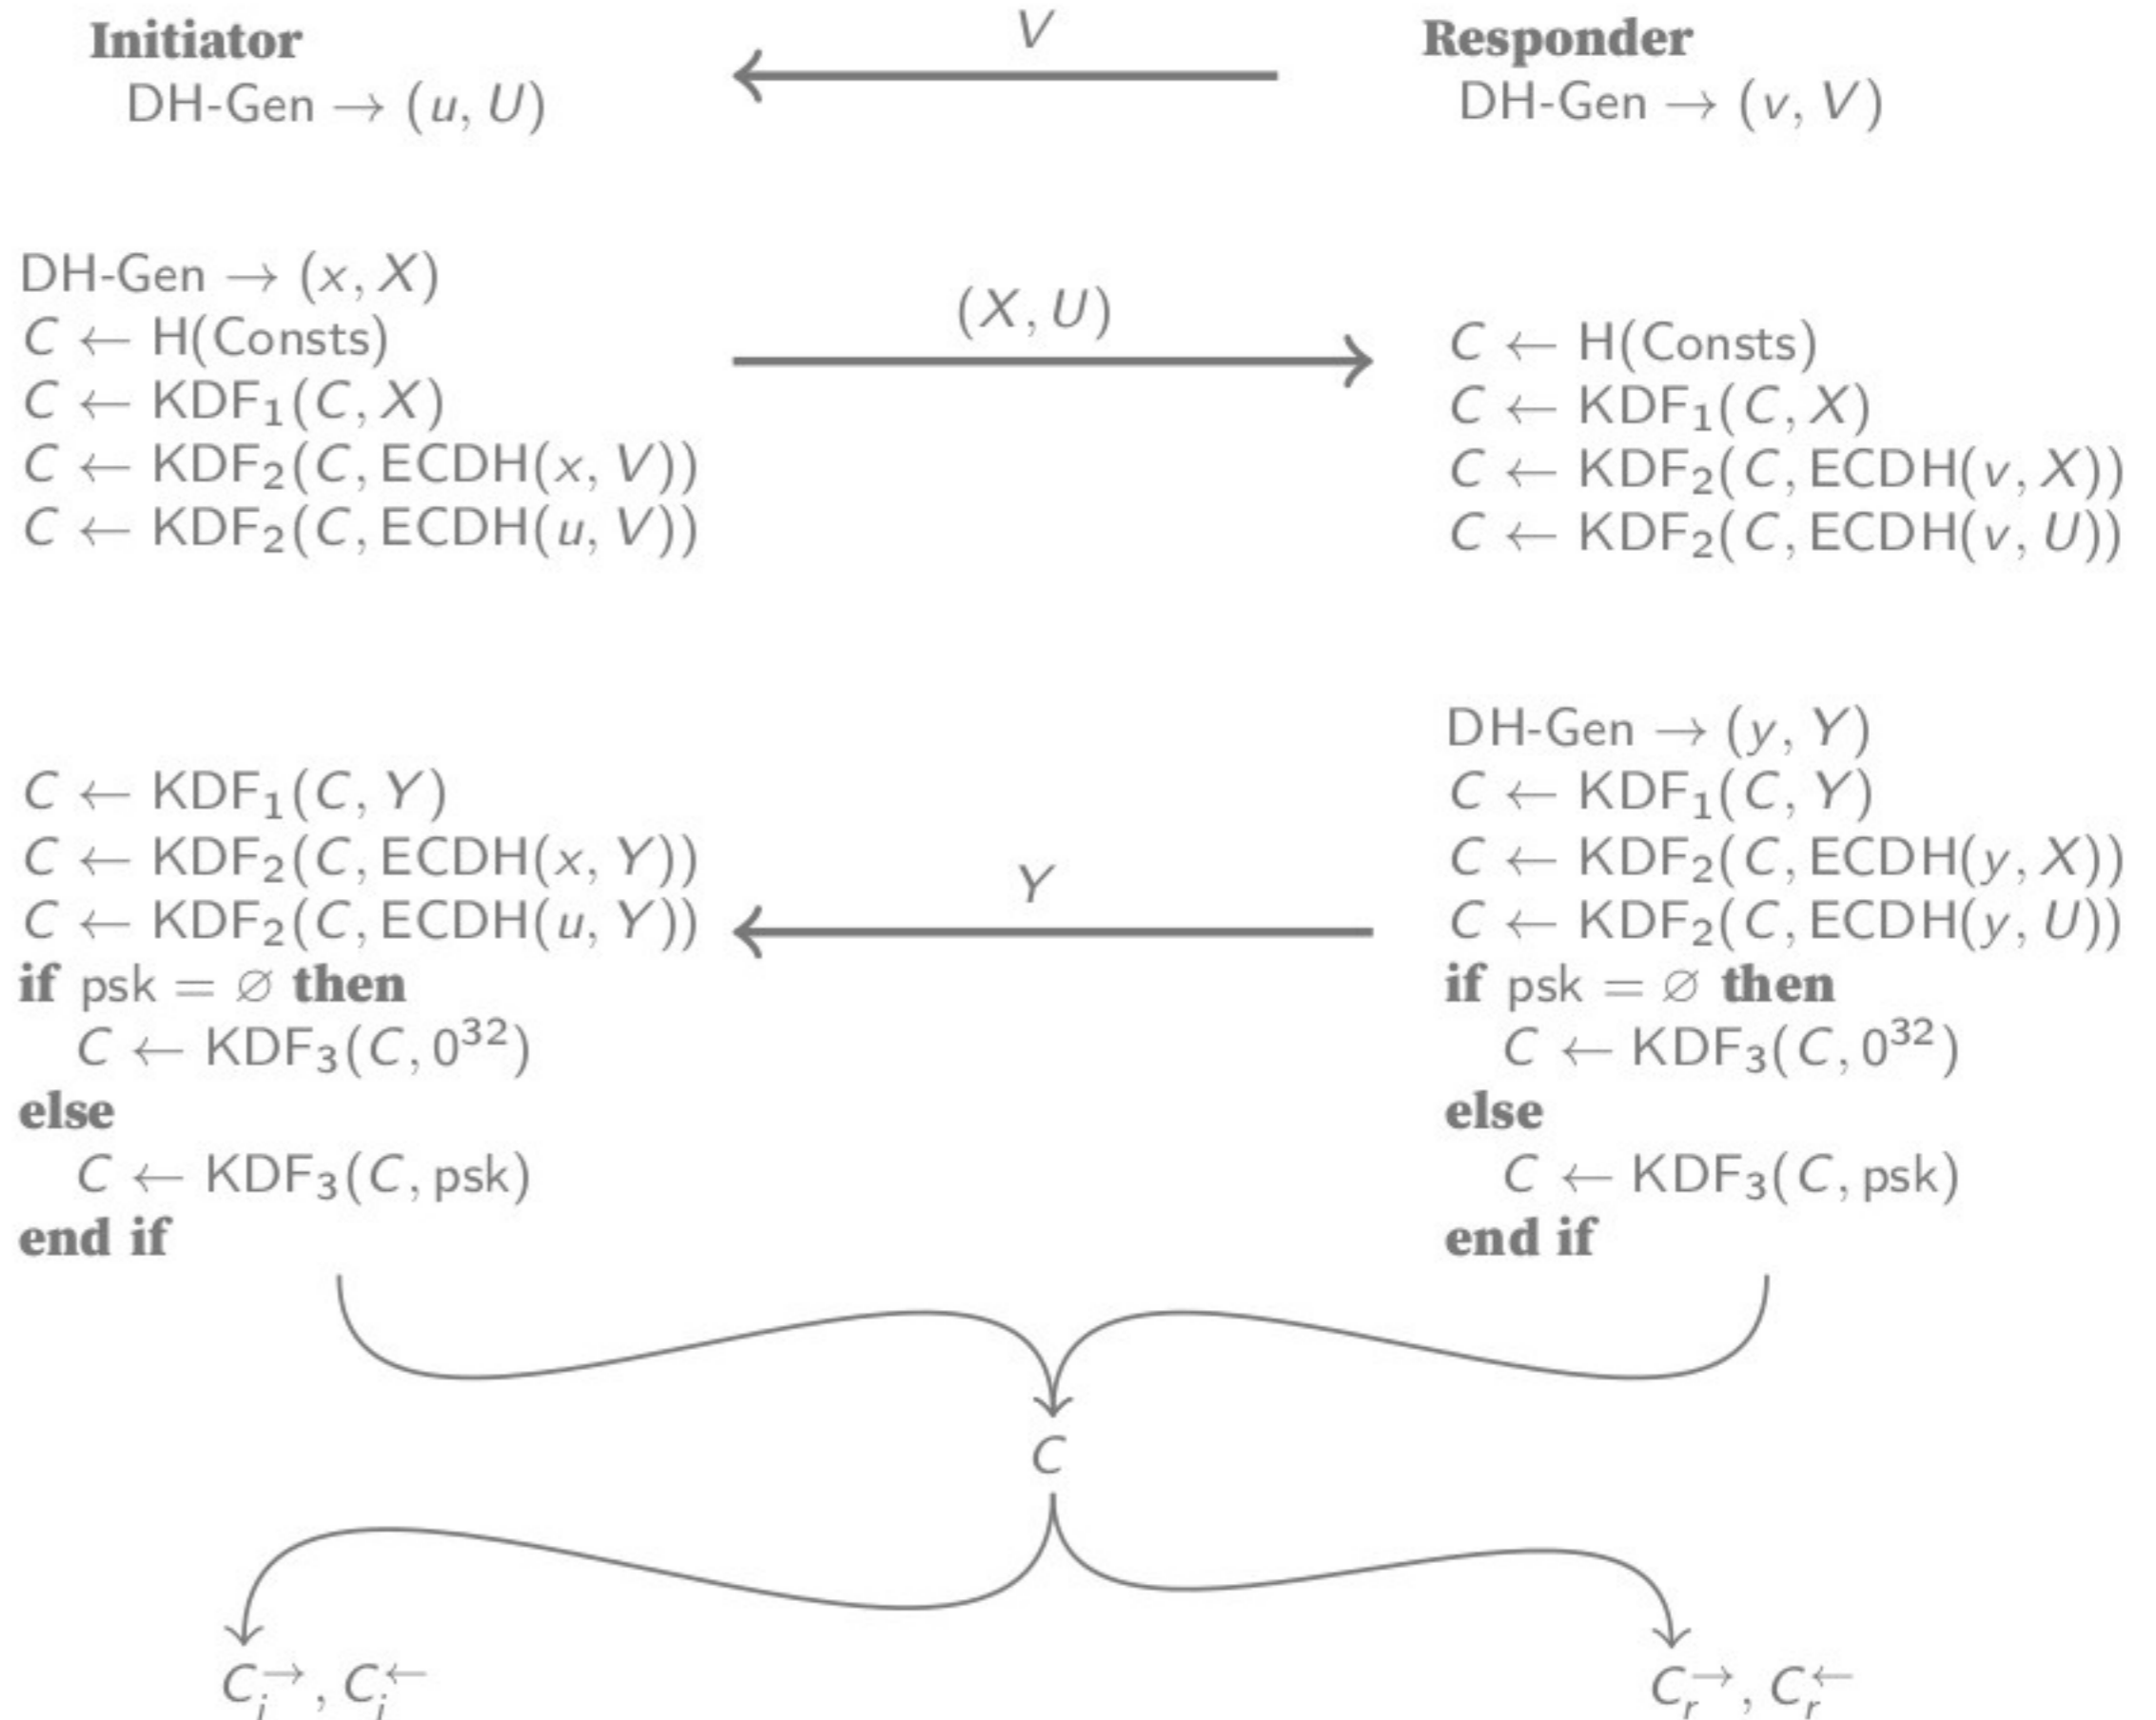 Initiator
DH-Gen → (u, U)
V
Responder
DH-Gen → (v, V)
DH-Gen → (x, X)
C ← H(Consts)
C ← KDF₁(C, X)
C ← KDF₂(C, ECDH(x, V))
C ← KDF₂(C, ECDH(u, V))
(X, U)
C ← H(Consts)
C ← KDF₁(C, X)
C ← KDF₂(C, ECDH(v, X))
C ← KDF₂(C, ECDH(v, U))
C ← KDF₁(C, Y)
C ← KDF₂(C, ECDH(x, Y))
C ← KDF₂(C, ECDH(u, Y))
if psk = ∅ then
C ← KDF₃(C, 0³²)
else
C ← KDF₃(C, psk)
end if
Y
DH-Gen → (y, Y)
C ← KDF₁(C, Y)
C ← KDF₂(C, ECDH(y, X))
C ← KDF₂(C, ECDH(y, U))
if psk = ∅ then
C ← KDF₃(C, 0³²)
else
C ← KDF₃(C, psk)
end if
C
C_i^→, C_i^←
C_r^→, C_r^←